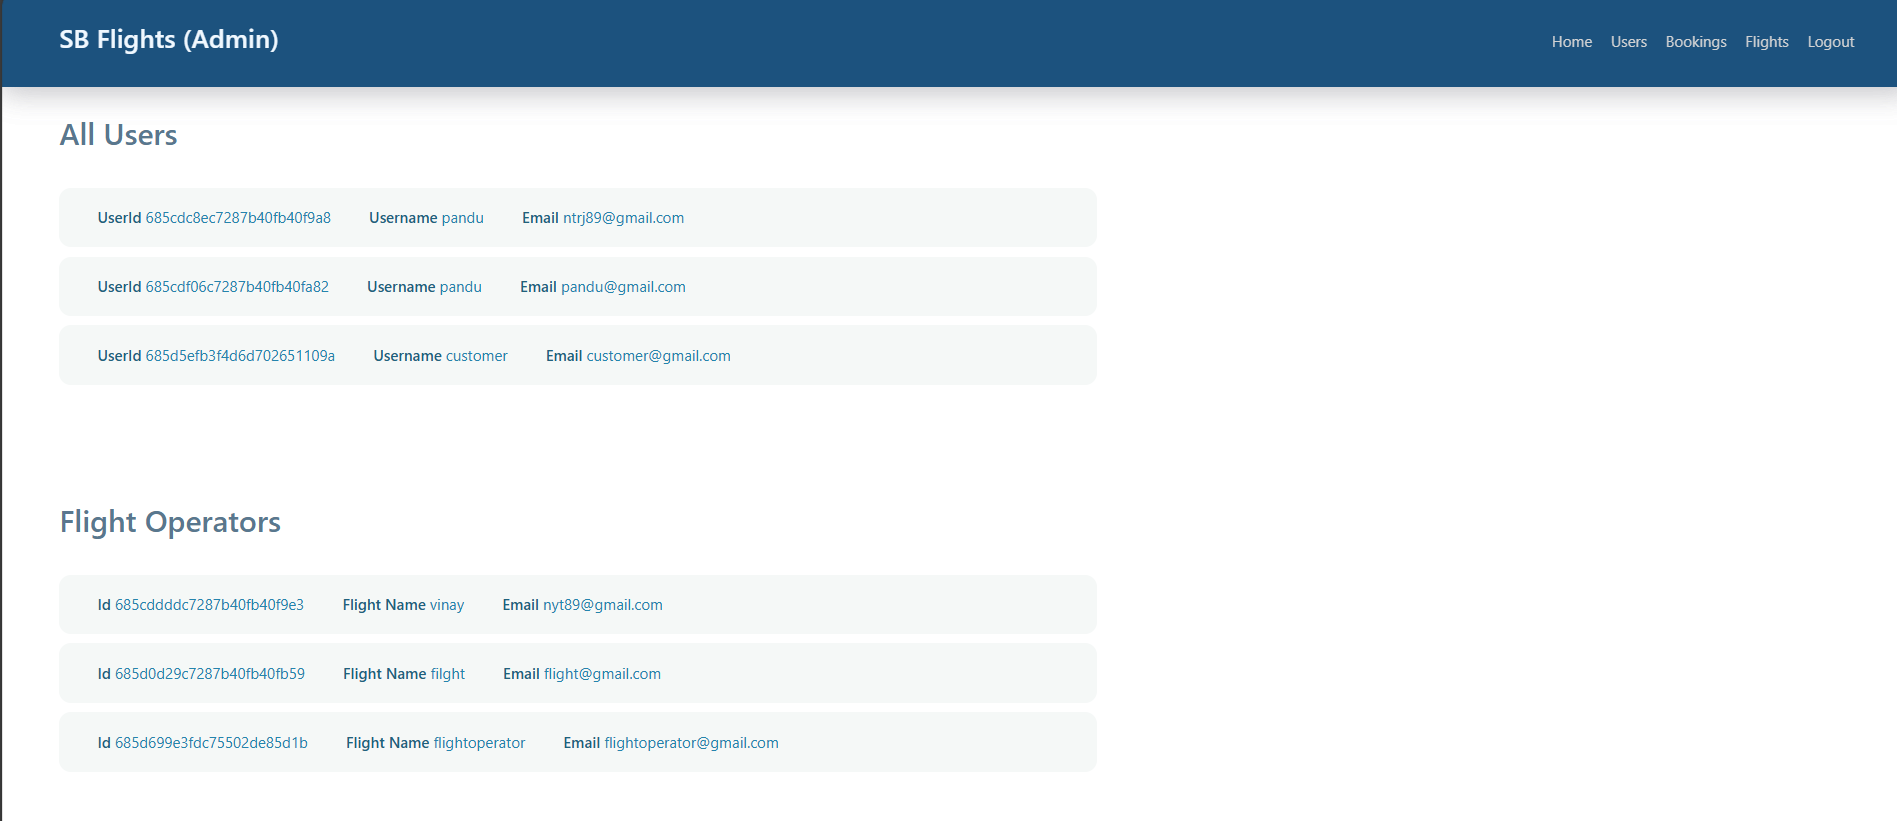 SB Flights (Admin)
Home Users Bookings Flights Logout
All Users
UserId 685cdc8ec7287b40fb40f9a8 Username pandu Email ntrj89@gmail.com
UserId 685cdf06c7287b40fb40fa82 Username pandu Email pandu@gmail.com
UserId 685d5efb3f4d6d702651109a Username customer Email customer@gmail.com
Flight Operators
Id 685cddddc7287b40fb40f9e3 Flight Name vinay Email nyt89@gmail.com
Id 685d0d29c7287b40fb40fb59 Flight Name filght Email flight@gmail.com
Id 685d699e3fdc75502de85d1b Flight Name flightoperator Email flightoperator@gmail.com